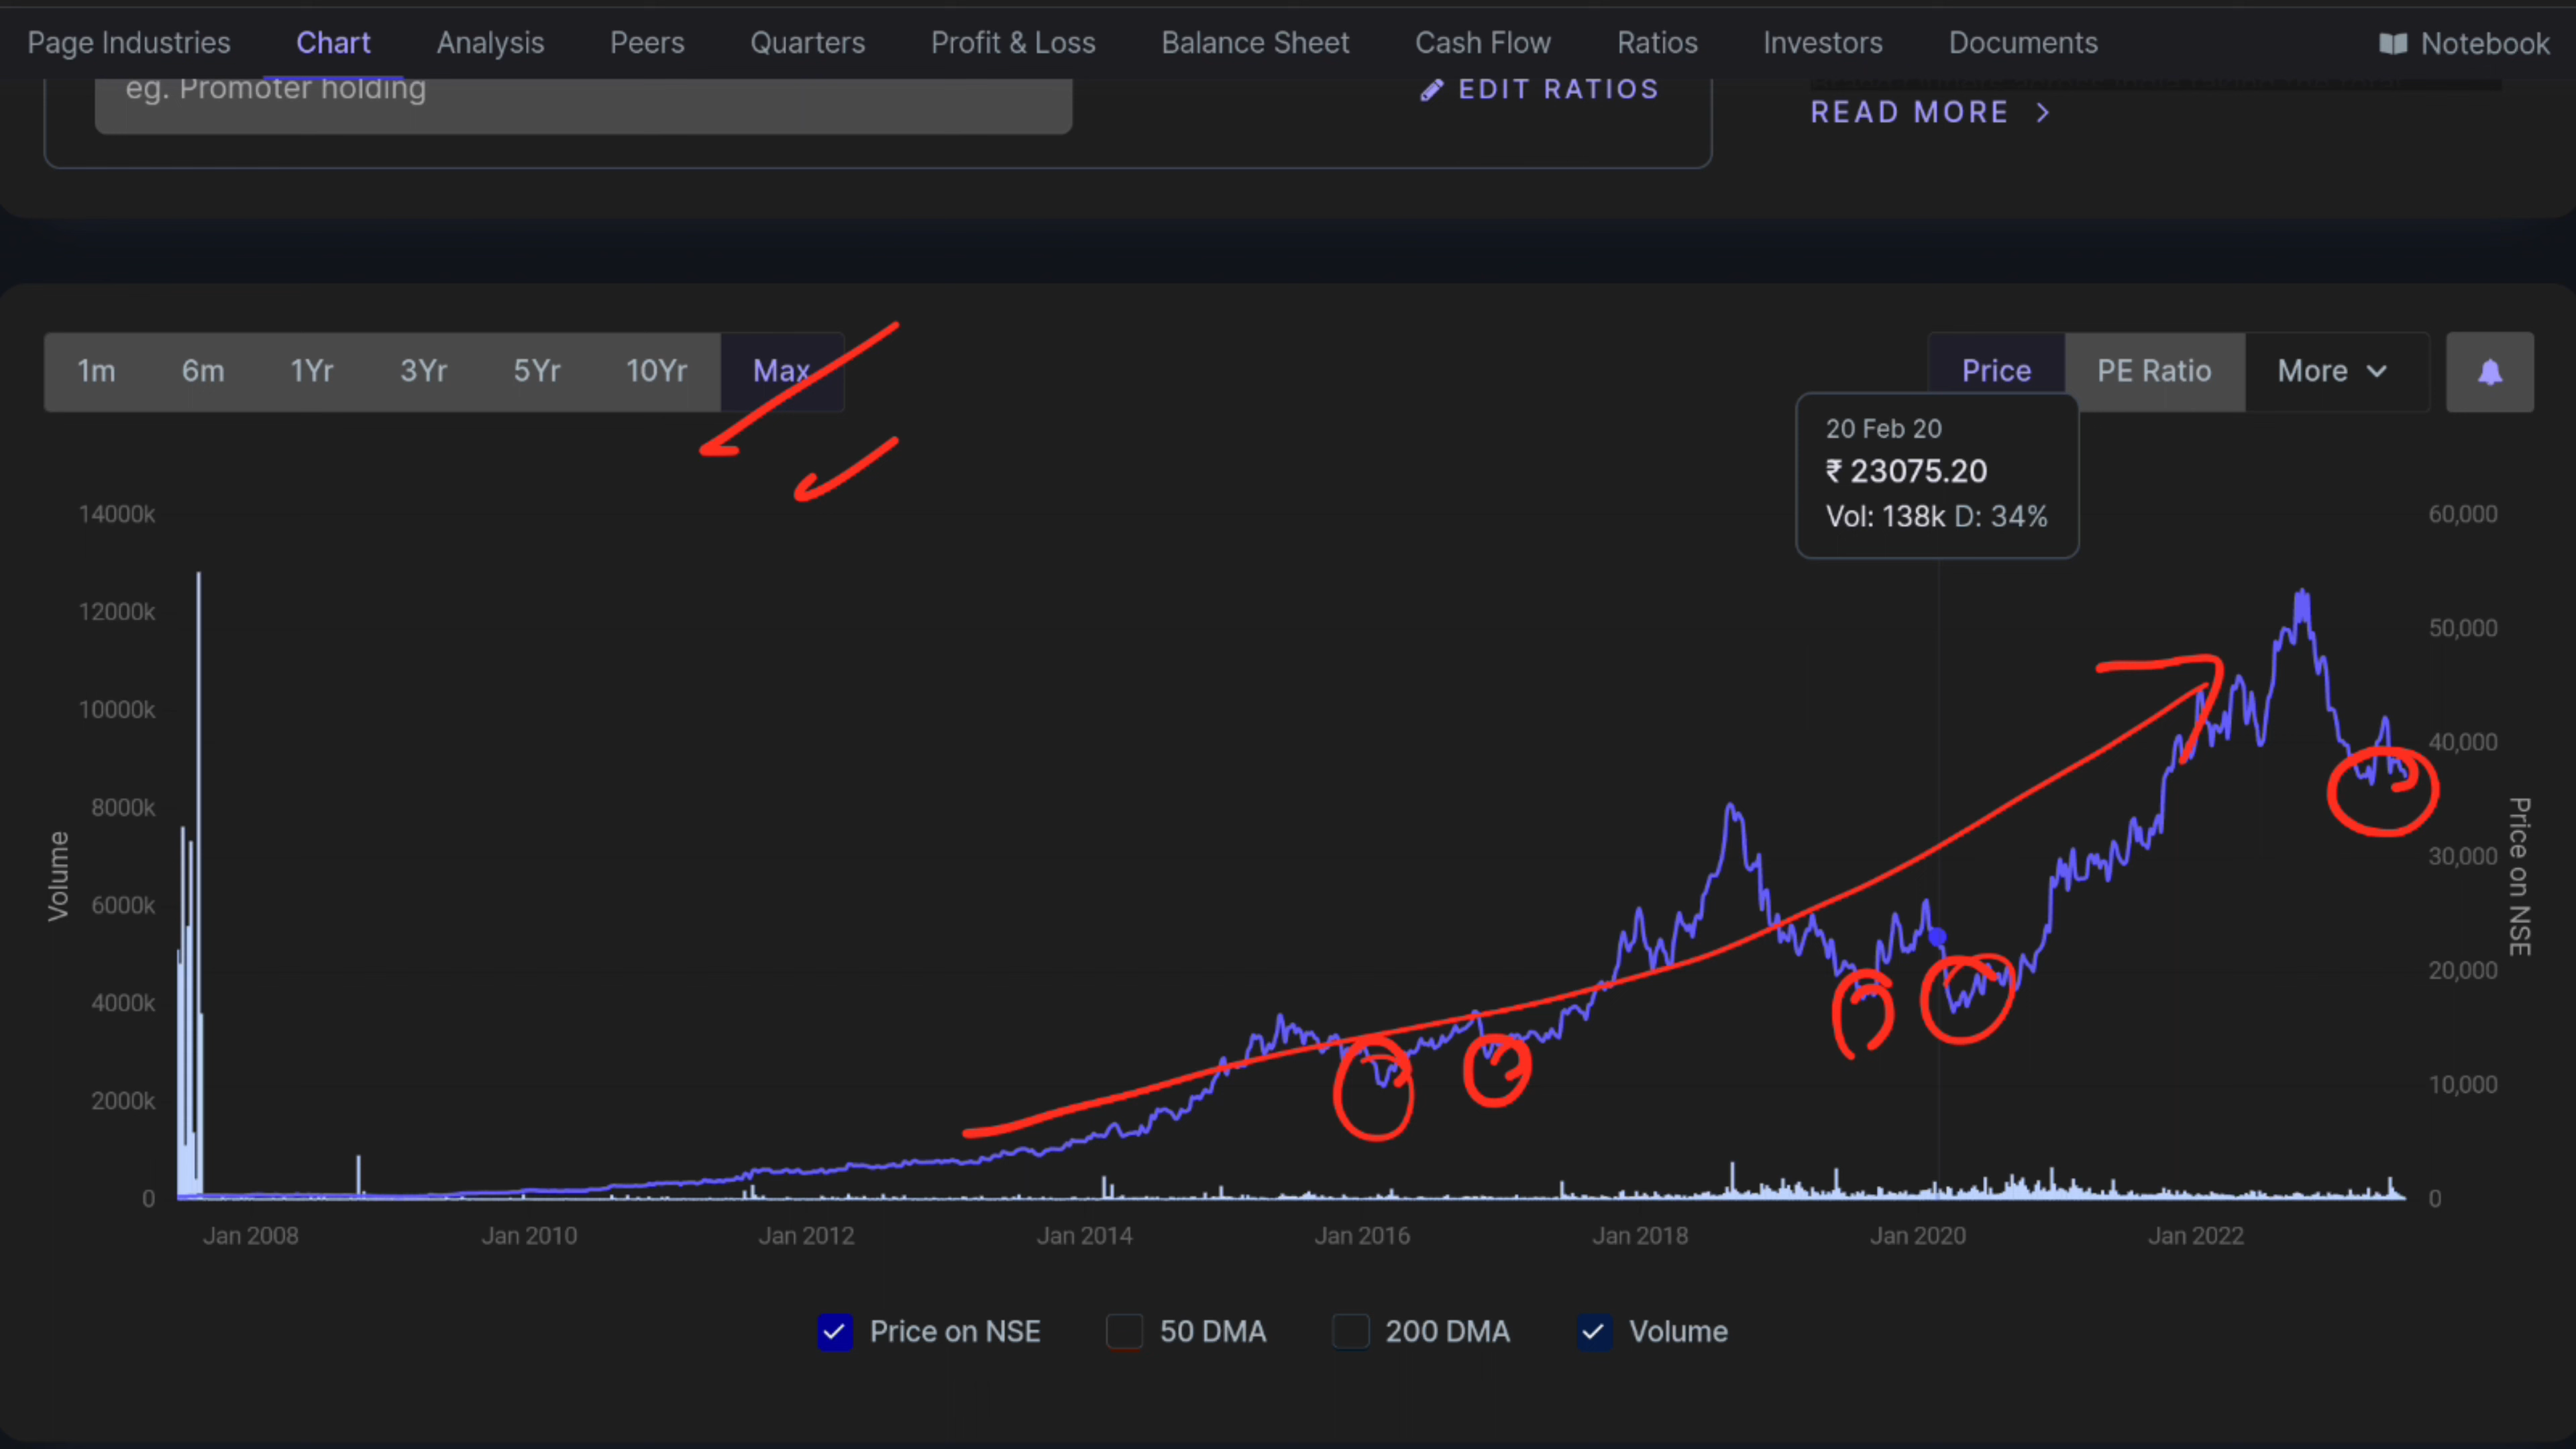 Page Industries Chart Analysis Peers Quarters Profit & Loss Balance Sheet Cash Flow Ratios Investors Documents Notebook
eg. Promoter holding
EDIT RATIOS
READ MORE
1m 6m 1Yr 3Yr 5Yr 10Yr Max
Price PE Ratio More
20 Feb 20
₹ 23075.20
Vol: 138k D: 34%
14000k
12000k
10000k
8000k
6000k
4000k
2000k
0
Volume
60,000
50,000
40,000
30,000
20,000
10,000
0
Price on NSE
Jan 2008 Jan 2010 Jan 2012 Jan 2014 Jan 2016 Jan 2018 Jan 2020 Jan 2022
Price on NSE 50 DMA 200 DMA Volume